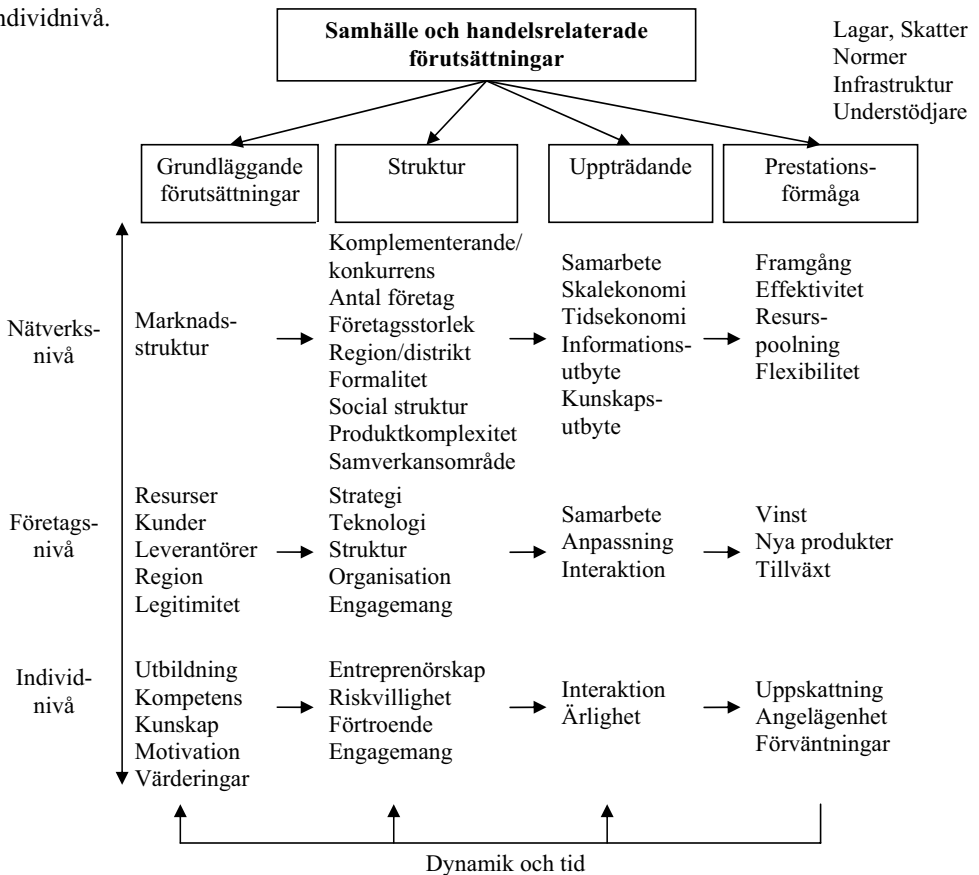 ndividnivå.
Samhälle och handelsrelaterade
förutsättningar
Lagar, Skatter
Normer
Infrastruktur
Understödjare
Grundläggande
förutsättningar
Struktur
Uppträdande
Prestations-
förmåga
Nätverks-
nivå
Marknads-
struktur
Komplementerande/
konkurrens
Antal företag
Företagsstorlek
Region/distrikt
Formalitet
Social struktur
Produktkomplexitet
Samverkansområde
Samarbete
Skalekonomi
Tidsekonomi
Informations-
utbyte
Kunskaps-
utbyte
Framgång
Effektivitet
Resurs-
poolning
Flexibilitet
Företags-
nivå
Resurser
Kunder
Leverantörer
Region
Legitimitet
Strategi
Teknologi
Struktur
Organisation
Engagemang
Samarbete
Anpassning
Interaktion
Vinst
Nya produkter
Tillväxt
Individ-
nivå
Utbildning
Kompetens
Kunskap
Motivation
Värderingar
Entreprenörskap
Riskvillighet
Förtroende
Engagemang
Interaktion
Ärlighet
Uppskattning
Angelägenhet
Förväntningar
Dynamik och tid